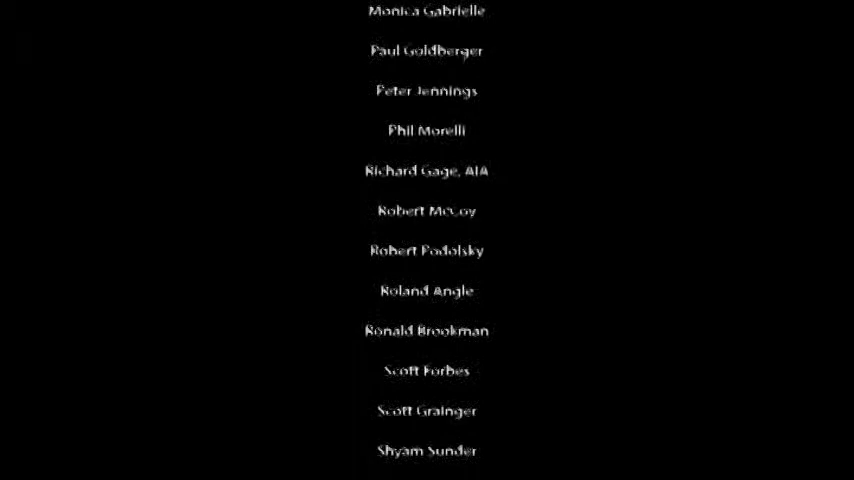 Monica Gabrielle
Paul Goldberger
Peter Jennings
Phil Morelli
Richard Gage, AIA
Robert McCoy
Robert Podolsky
Roland Angle
Ronald Brookman
Scott Forbes
Scott Grainger
Shyam Sunder